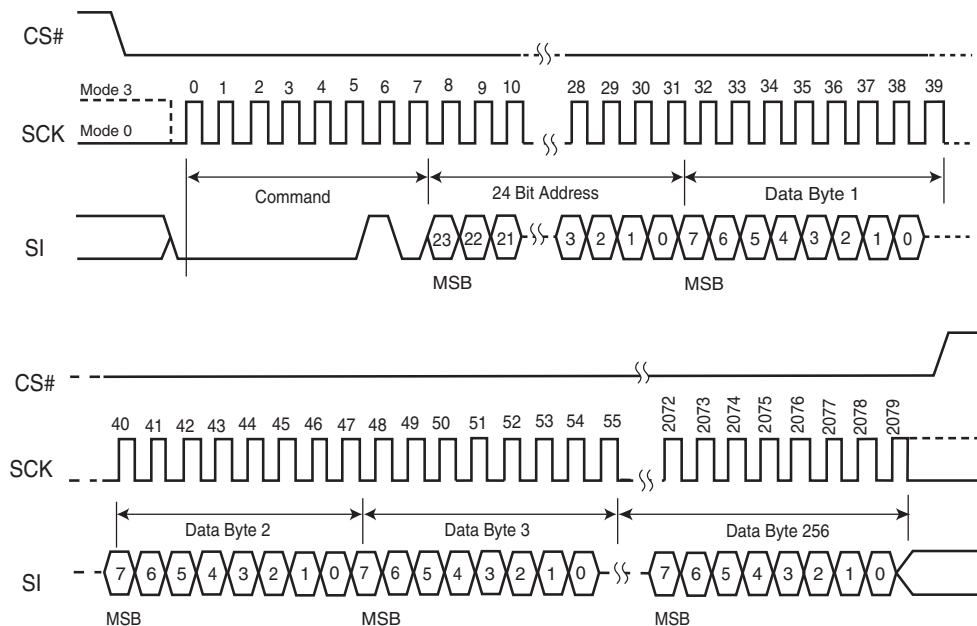 CS#
Mode 3
0 1 2 3 4 5 6 7 8 9 10 28 29 30 31 32 33 34 35 36 37 38 39
SCK
Mode 0
Command
24 Bit Address
Data Byte 1
SI
23 22 21 3 2 1 0 7 6 5 4 3 2 1 0
MSB MSB
CS#
40 41 42 43 44 45 46 47 48 49 50 51 52 53 54 55 2072 2073 2074 2075 2076 2077 2078 2079
SCK
Data Byte 2
Data Byte 3
Data Byte 256
SI
7 6 5 4 3 2 1 0 7 6 5 4 3 2 1 0 7 6 5 4 3 2 1 0
MSB MSB MSB